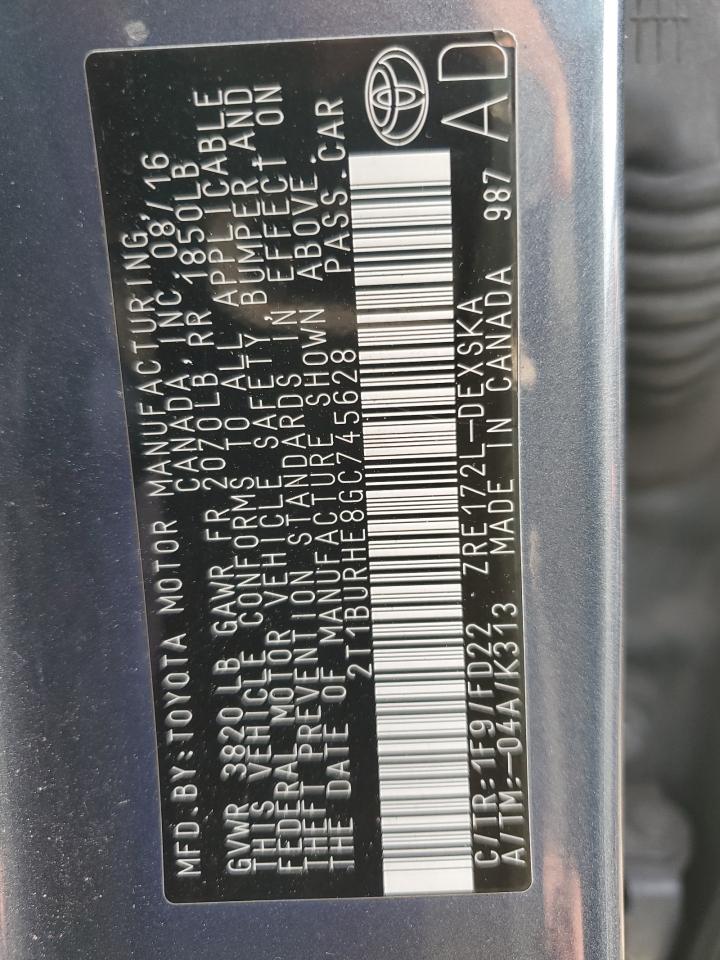 MFD.BY:TOYOTA MOTOR MANUFACTURING,
CANADA,INC. 08/16
GVWR 3820 LB GAWR FR 2070LB,RR 1850LB
THIS VEHICLE CONFORMS TO ALL APPLICABLE
FEDERAL MOTOR VEHICLE SAFETY, BUMPER,AND
THEFT PREVENTION STANDARDS IN EFFECT ON
THE DATE OF MANUFACTURE SHOWN ABOVE.
2T1BURHE8GC745628 PASS.CAR
C/TR:1F9/FD22 ZRE172L-DEXSKA
A/TM:-04A/K313 MADE IN CANADA 987
AD